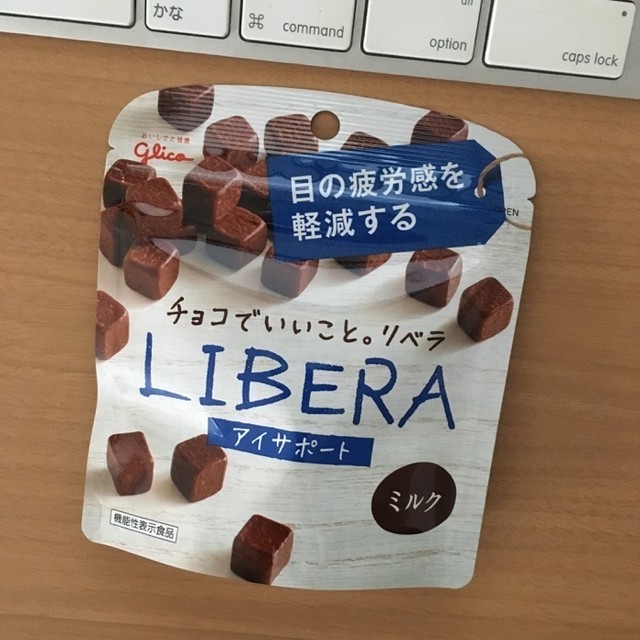 かな
⌘ command
alt
option
caps lock
おいしさと健康
Glico
目の疲労感を
軽減する
OPEN
チョコでいいこと。リベラ
LIBERA
アイサポート
ミルク
機能性表示食品